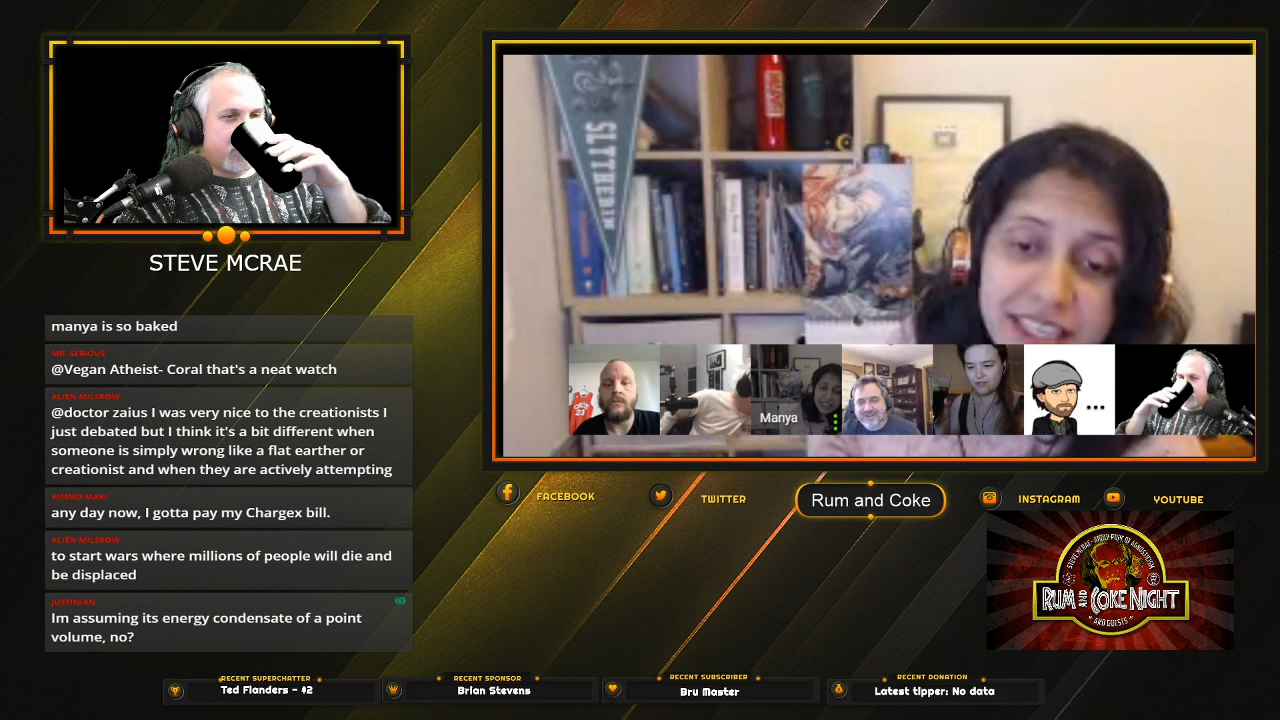 STEVE MCRAE
manya is so baked
MR. SERIOUS
@Vegan Atheist- Coral that's a neat watch
ALIEN MILSROW
@doctor zaius I was very nice to the creationists I
just debated but I think it's a bit different when
someone is simply wrong like a flat earther or
creationist and when they are actively attempting
KIMMO MAKI
any day now, I gotta pay my Chargex bill.
ALIEN MILSROW
to start wars where millions of people will die and
be displaced
JUSTINIAN
Im assuming its energy condensate of a point
volume, no?
SLYTHERIN
23
Manya
...
FACEBOOK
TWITTER
Rum and Coke
INSTAGRAM
YOUTUBE
RUM AND COKE NIGHT
AND GUESTS
RECENT SUPERCHATTER
Ted Flanders - $2
RECENT SPONSOR
Brian Stevens
RECENT SUBSCRIBER
Bru Master
RECENT DONATION
Latest tipper: No data